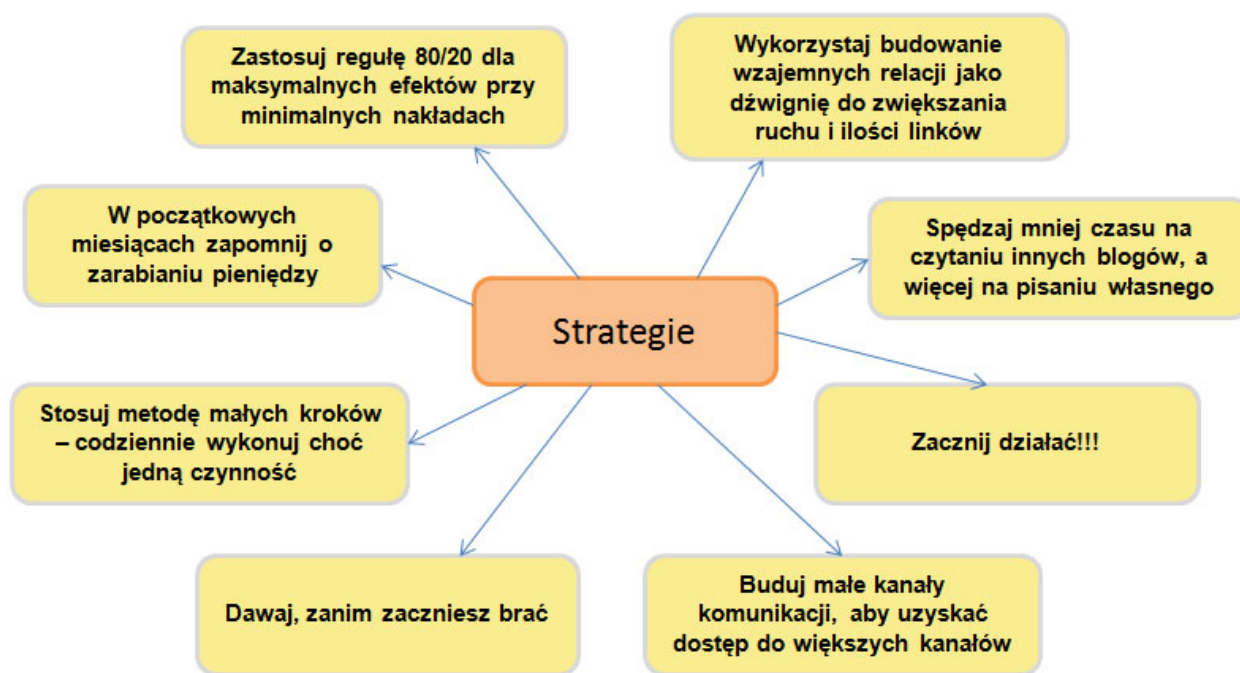 Zastosuj regułę 80/20 dla
maksymalnych efektów przy
minimalnych nakładach
Wykorzystaj budowanie
wzajemnych relacji jako
dźwignię do zwiększania
ruchu i ilości linków
W początkowych
miesiącach zapomnij o
zarabianiu pieniędzy
Spędzaj mniej czasu na
czytaniu innych blogów, a
więcej na pisaniu własnego
Strategie
Stosuj metodę małych kroków
– codziennie wykonuj choć
jedną czynność
Zacznij działać!!!
Dawaj, zanim zaczniesz brać
Buduj małe kanały
komunikacji, aby uzyskać
dostęp do większych kanałów